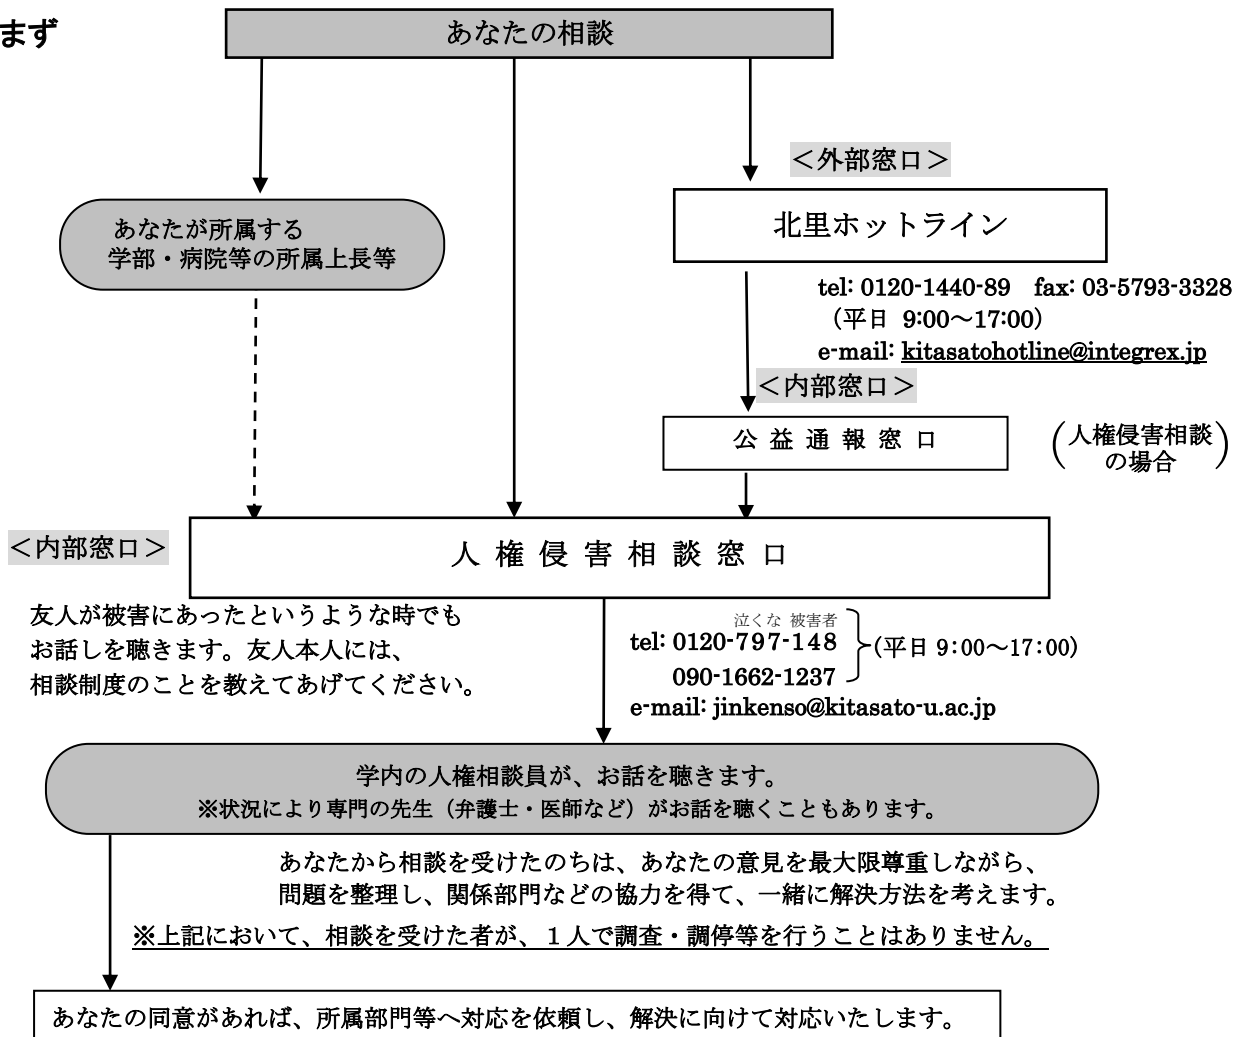 まず
あなたの相談
＜外部窓口＞
北里ホットライン
あなたが所属する
学部・病院等の所属上長等
tel: 0120-1440-89　fax: 03-5793-3328
（平日 9:00～17:00）
e-mail: kitasatohotline@integrex.jp
＜内部窓口＞
公 益 通 報 窓 口
（人権侵害相談
の場合）
＜内部窓口＞
人 権 侵 害 相 談 窓 口
友人が被害にあったというような時でも
お話しを聴きます。友人本人には、
相談制度のことを教えてあげてください。
泣くな 被害者
tel: 0120-797-148
(平日 9:00～17:00)
090-1662-1237
e-mail: jinkenso@kitasato-u.ac.jp
学内の人権相談員が、お話を聴きます。
※状況により専門の先生（弁護士・医師など）がお話を聴くこともあります。
あなたから相談を受けたのちは、あなたの意見を最大限尊重しながら、
問題を整理し、関係部門などの協力を得て、一緒に解決方法を考えます。
※上記において、相談を受けた者が、１人で調査・調停等を行うことはありません。
あなたの同意があれば、所属部門等へ対応を依頼し、解決に向けて対応いたします。